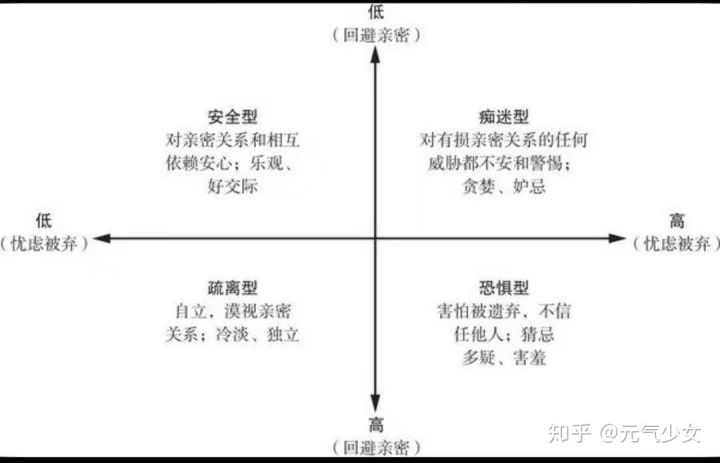 低
（回避亲密）
安全型
对亲密关系和相互
依赖安心；乐观、
好交际
痴迷型
对有损亲密关系的任何
威胁都不安和警惕；
贪婪、妒忌
低
（忧虑被弃）
高
（忧虑被弃）
疏离型
自立，漠视亲密
关系；冷淡、独立
恐惧型
害怕被遗弃，不信
任他人；猜忌
多疑、害羞
高
（回避亲密）
知乎 @元气少女